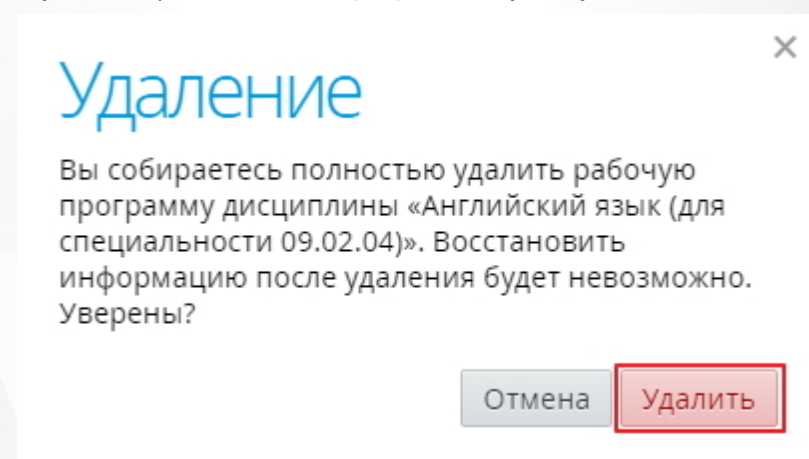 Удаление
Вы собираетесь полностью удалить рабочую
программу дисциплины «Английский язык (для
специальности 09.02.04)». Восстановить
информацию после удаления будет невозможно.
Уверены?
Отмена Удалить